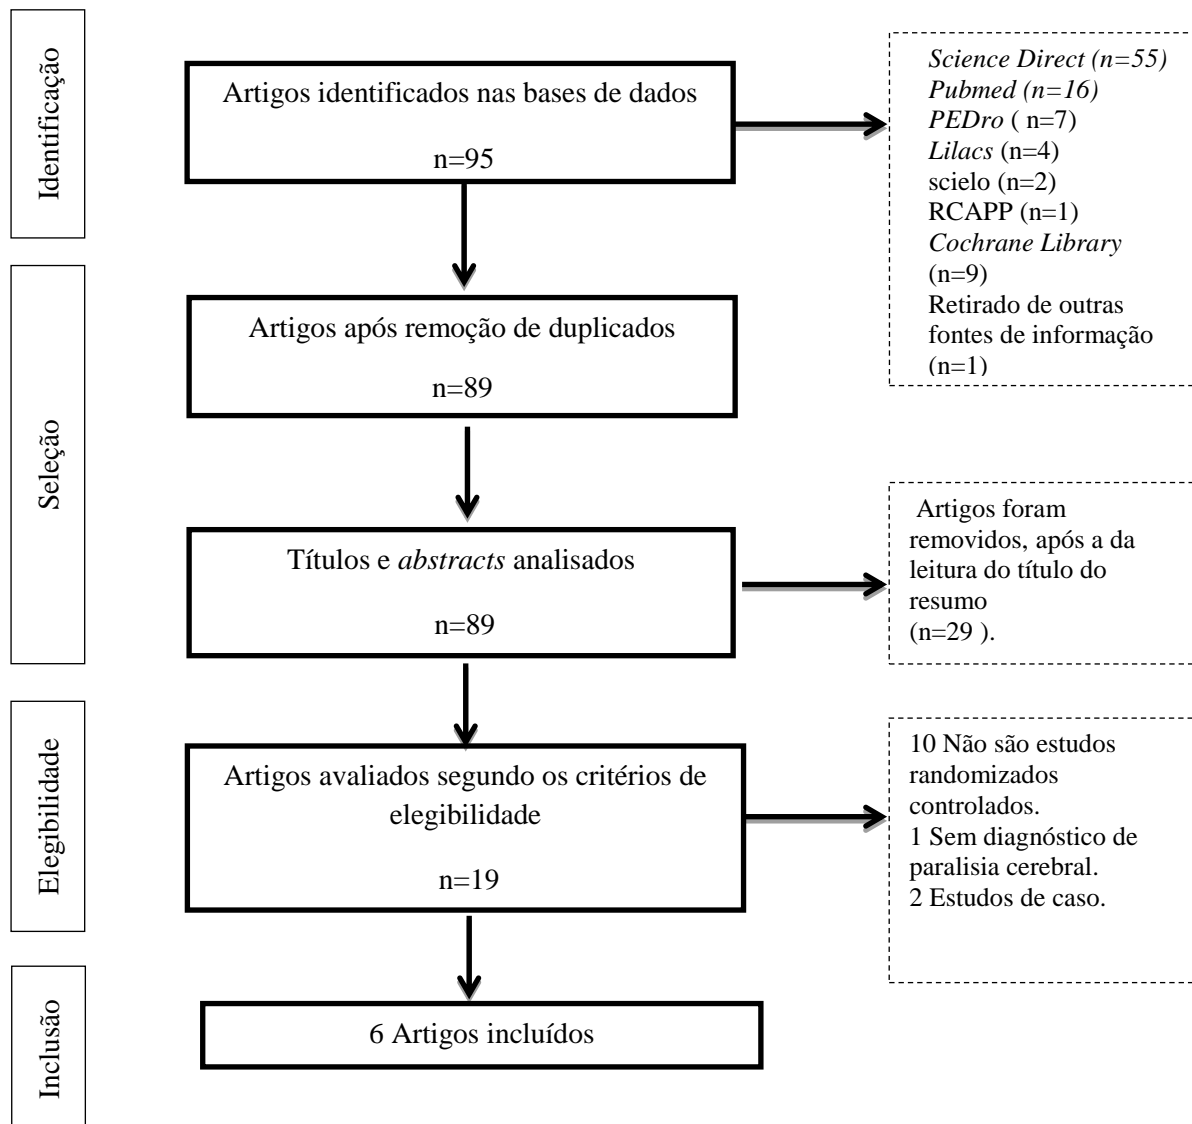 Identificação
Artigos identificados nas bases de dados
n=95
Science Direct (n=55)
Pubmed (n=16)
PEDro ( n=7)
Lilacs (n=4)
scielo (n=2)
RCAPP (n=1)
Cochrane Library
(n=9)
Retirado de outras
fontes de informação
(n=1)
Seleção
Artigos após remoção de duplicados
n=89
Títulos e abstracts analisados
n=89
Artigos foram
removidos, após a da
leitura do título do
resumo
(n=29 ).
Elegibilidade
Artigos avaliados segundo os critérios de
elegibilidade
n=19
10 Não são estudos
randomizados
controlados.
1 Sem diagnóstico de
paralisia cerebral.
2 Estudos de caso.
Inclusão
6 Artigos incluídos